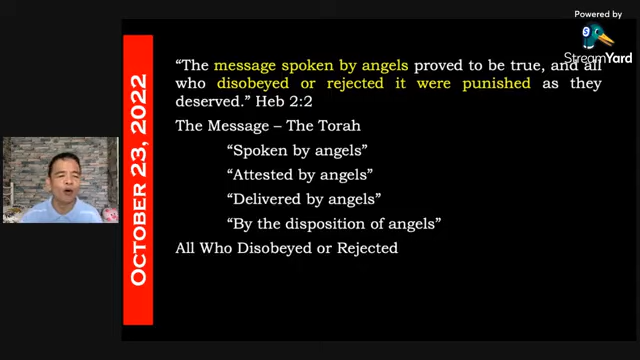 Powered by
StreamYard
“The message spoken by angels proved to be true, and all
who disobeyed or rejected it were punished as they
deserved.” Heb 2:2
The Message – The Torah
“Spoken by angels”
“Attested by angels”
“Delivered by angels”
“By the disposition of angels”
All Who Disobeyed or Rejected
October 23, 2022